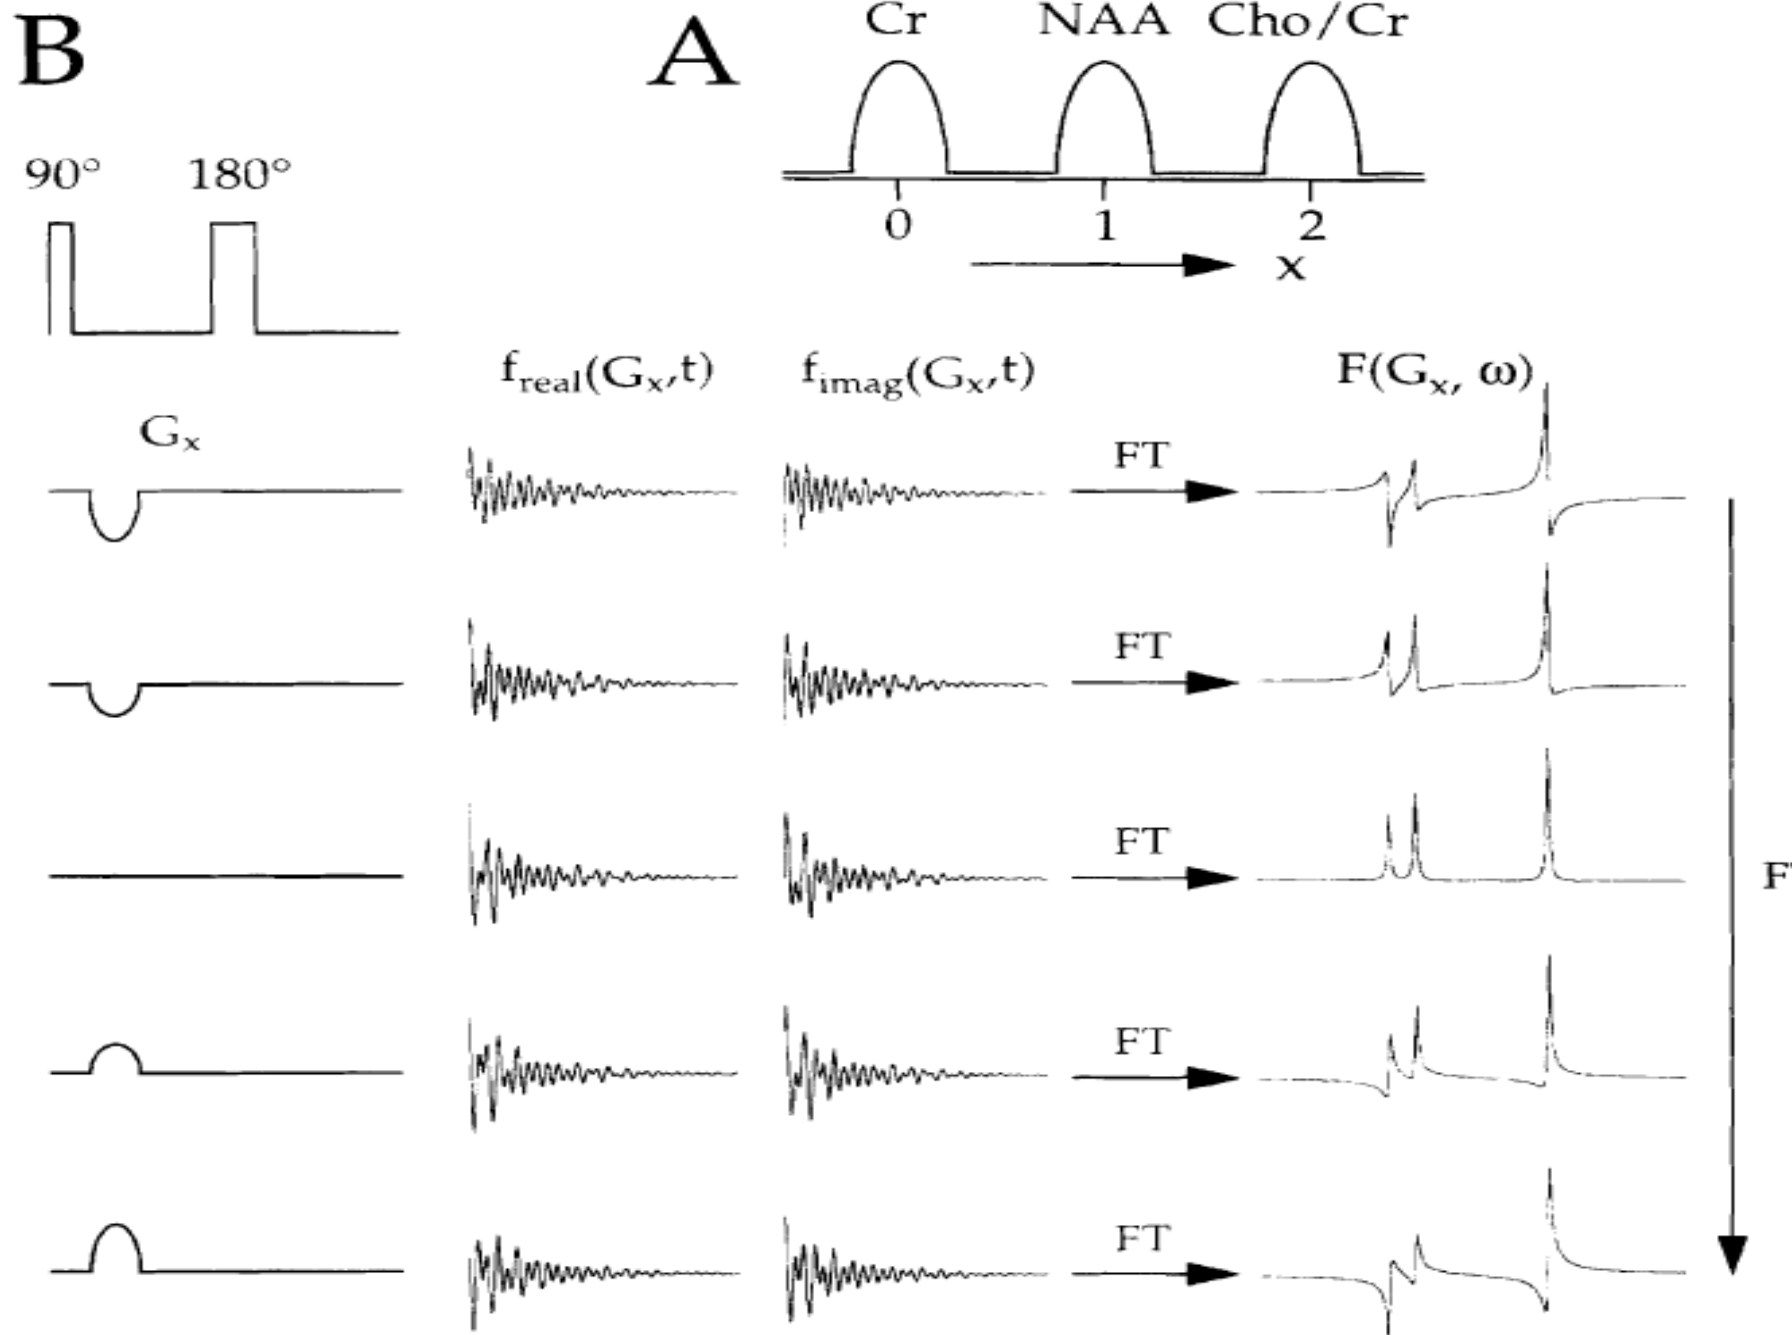 B
A
Cr NAA Cho/Cr
0 1 2
x
90° 180°
f_real(G_x,t) f_imag(G_x,t) F(G_x, ω)
G_x
FT
FT
FT
F
FT
FT